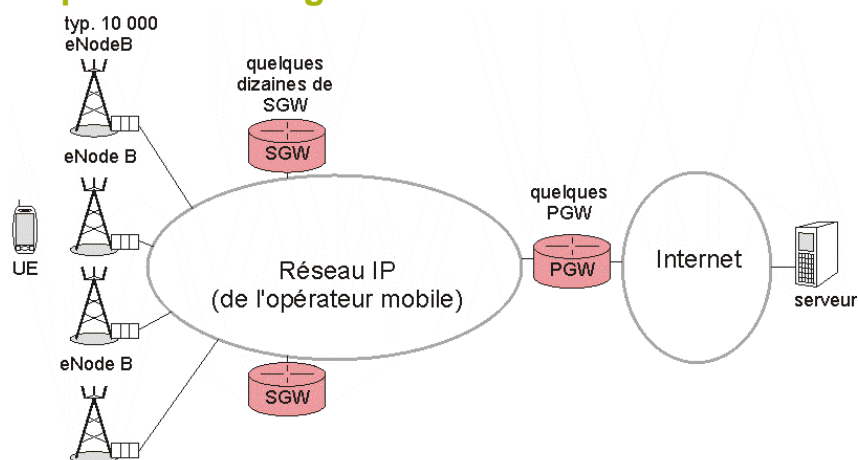 typ. 10 000
eNodeB
quelques
dizaines de
SGW
SGW
eNode B
quelques
PGW
UE
Réseau IP
(de l'opérateur mobile)
PGW
Internet
serveur
eNode B
SGW